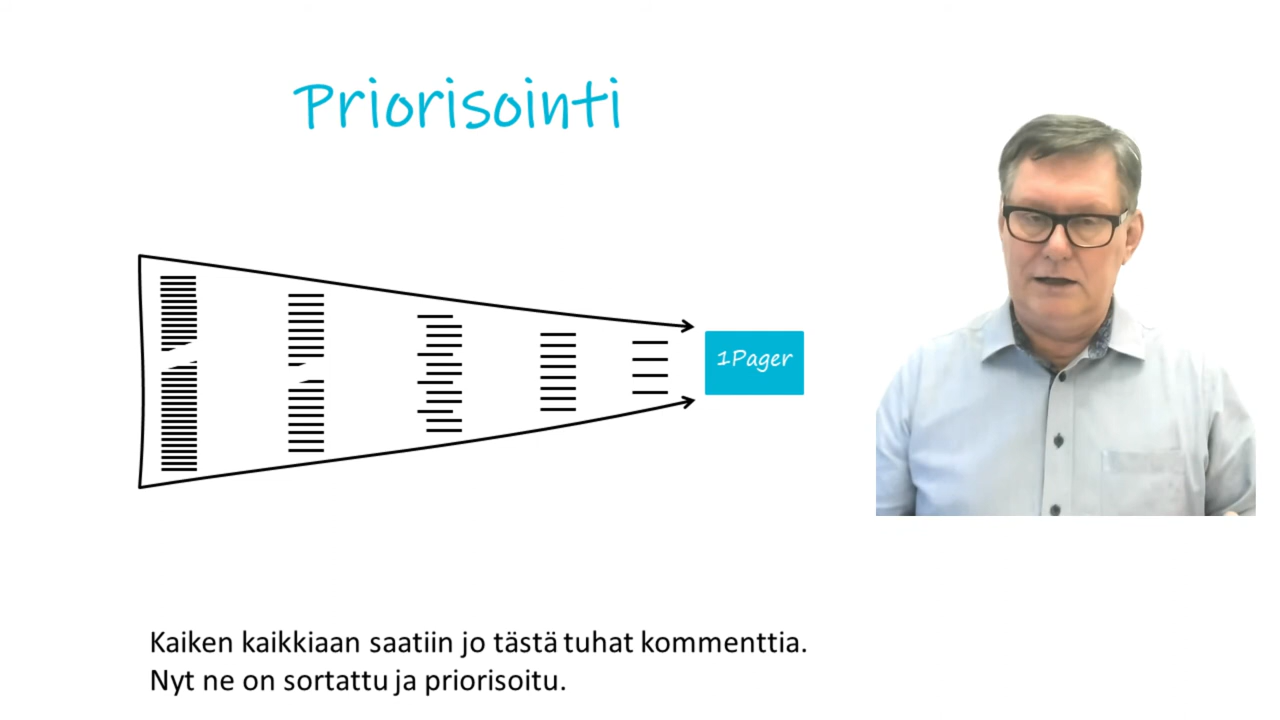 Priorisointi
1Pager
Kaiken kaikkiaan saatiin jo tästä tuhat kommenttia.
Nyt ne on sortattu ja priorisoitu.